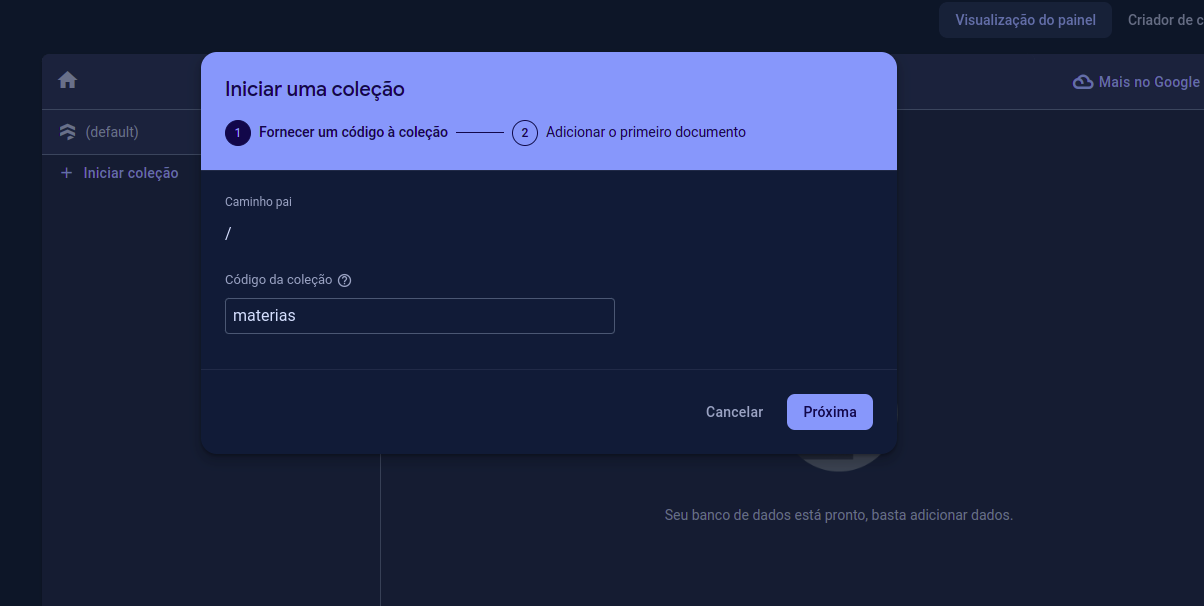 Visualização do painel
Criador de c
Mais no Google
(default)
Iniciar coleção
Iniciar uma coleção
1 Fornecer um código à coleção
2 Adicionar o primeiro documento
Caminho pai
/
Código da coleção
materias
Cancelar
Próxima
Seu banco de dados está pronto, basta adicionar dados.